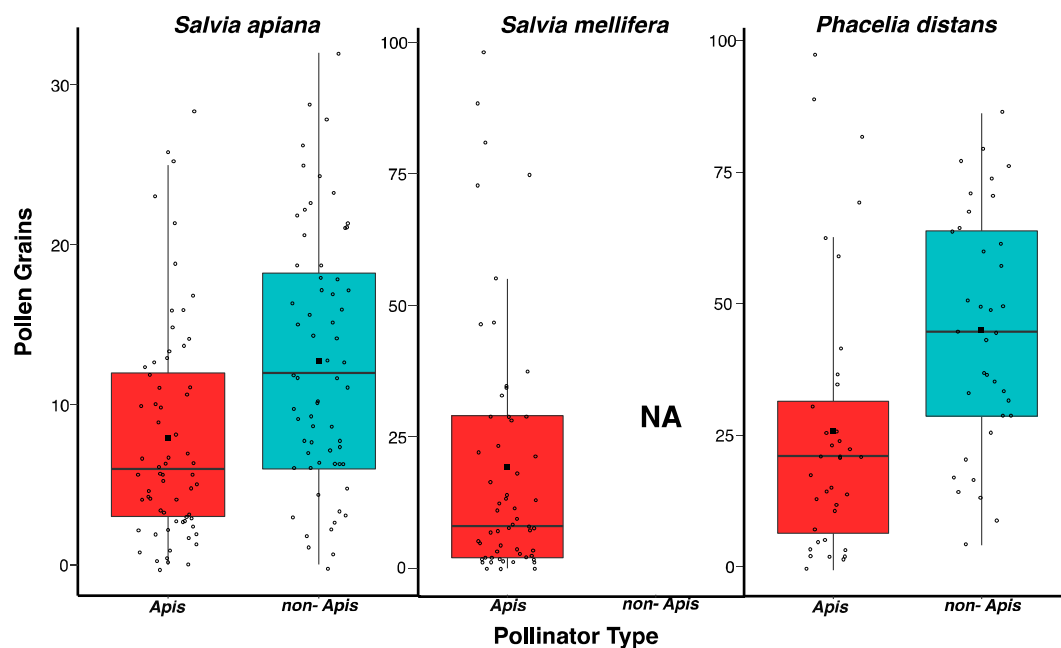 Salvia apiana
Salvia mellifera
Phacelia distans
Pollen Grains
30
20
10
0
100
75
50
25
0
NA
100
75
50
25
0
Apis
non- Apis
Apis
non- Apis
Apis
non- Apis
Pollinator Type